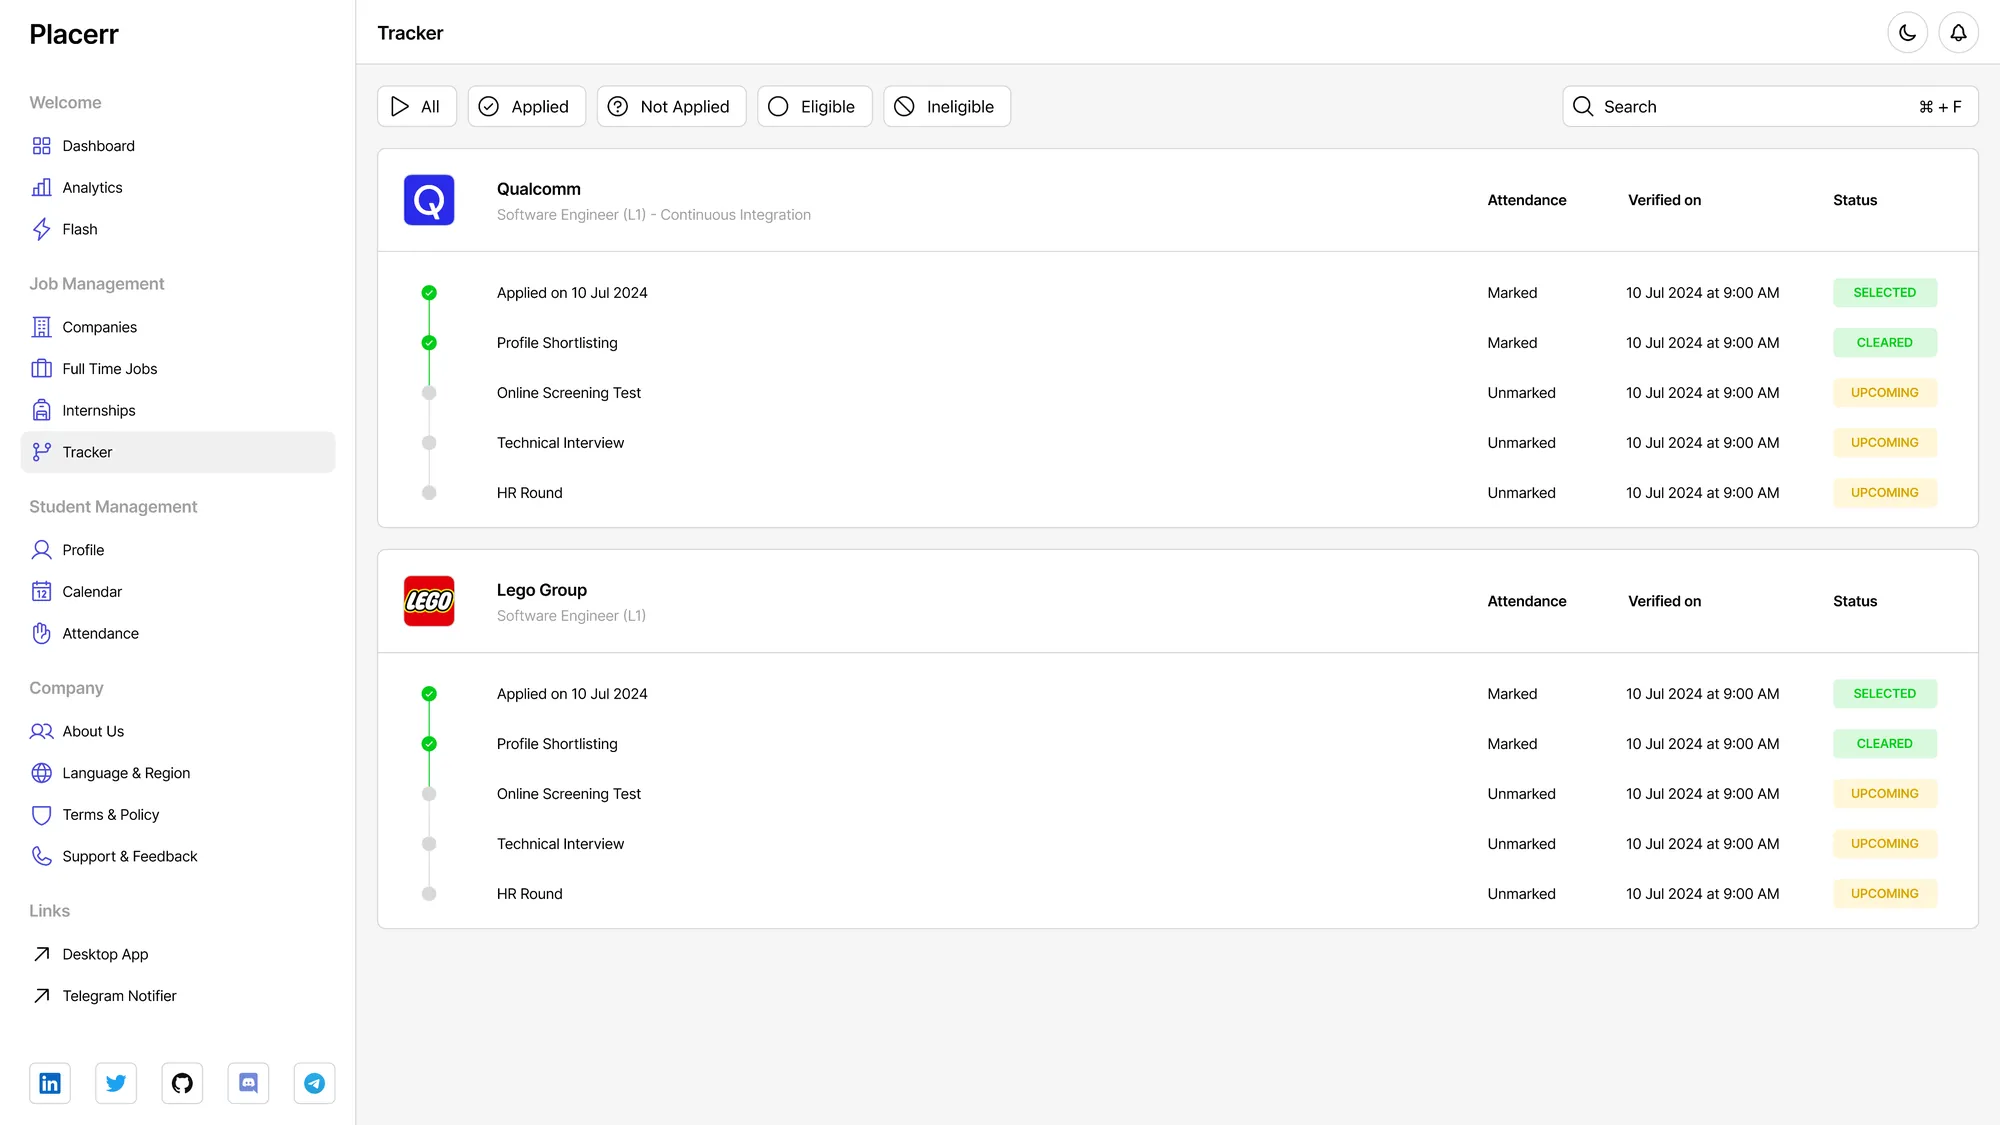 Placerr
Welcome
Dashboard
Analytics
Flash
Job Management
Companies
Full Time Jobs
Internships
Tracker
Student Management
Profile
12
Calendar
Attendance
Company
About Us
Language & Region
Terms & Policy
Support & Feedback
Links
Desktop App
Telegram Notifier
in
Tracker
All
Applied
Not Applied
Eligible
Ineligible
Search ⌘ + F
Q
Qualcomm
Software Engineer (L1) - Continuous Integration
Attendance Verified on Status
Applied on 10 Jul 2024 Marked 10 Jul 2024 at 9:00 AM SELECTED
Profile Shortlisting Marked 10 Jul 2024 at 9:00 AM CLEARED
Online Screening Test Unmarked 10 Jul 2024 at 9:00 AM UPCOMING
Technical Interview Unmarked 10 Jul 2024 at 9:00 AM UPCOMING
HR Round Unmarked 10 Jul 2024 at 9:00 AM UPCOMING
LEGO
Lego Group
Software Engineer (L1)
Attendance Verified on Status
Applied on 10 Jul 2024 Marked 10 Jul 2024 at 9:00 AM SELECTED
Profile Shortlisting Marked 10 Jul 2024 at 9:00 AM CLEARED
Online Screening Test Unmarked 10 Jul 2024 at 9:00 AM UPCOMING
Technical Interview Unmarked 10 Jul 2024 at 9:00 AM UPCOMING
HR Round Unmarked 10 Jul 2024 at 9:00 AM UPCOMING